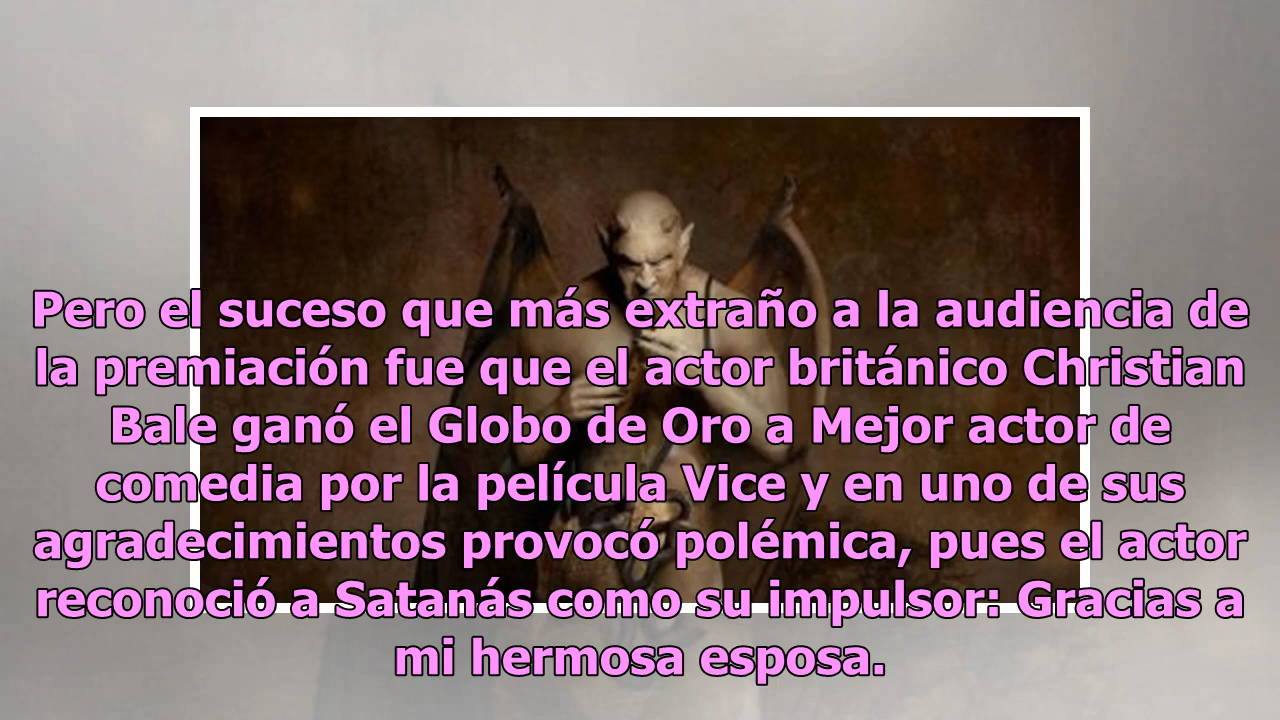 Pero el suceso que más extraño a la audiencia de
la premiación fue que el actor británico Christian
Bale ganó el Globo de Oro a Mejor actor de
comedia por la película Vice y en uno de sus
agradecimientos provocó polémica, pues el actor
reconoció a Satanás como su impulsor: Gracias a
mi hermosa esposa.